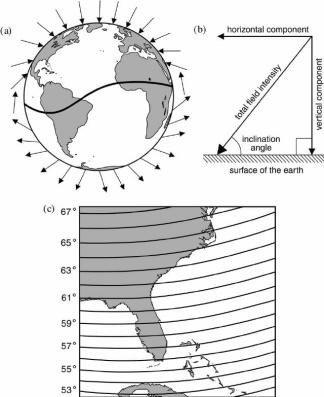 (a)
(b)
horizontal component
total field intensity
vertical component
inclination
angle
surface of the earth
(c)
67°
65°
63°
61°
59°
57°
55°
53°